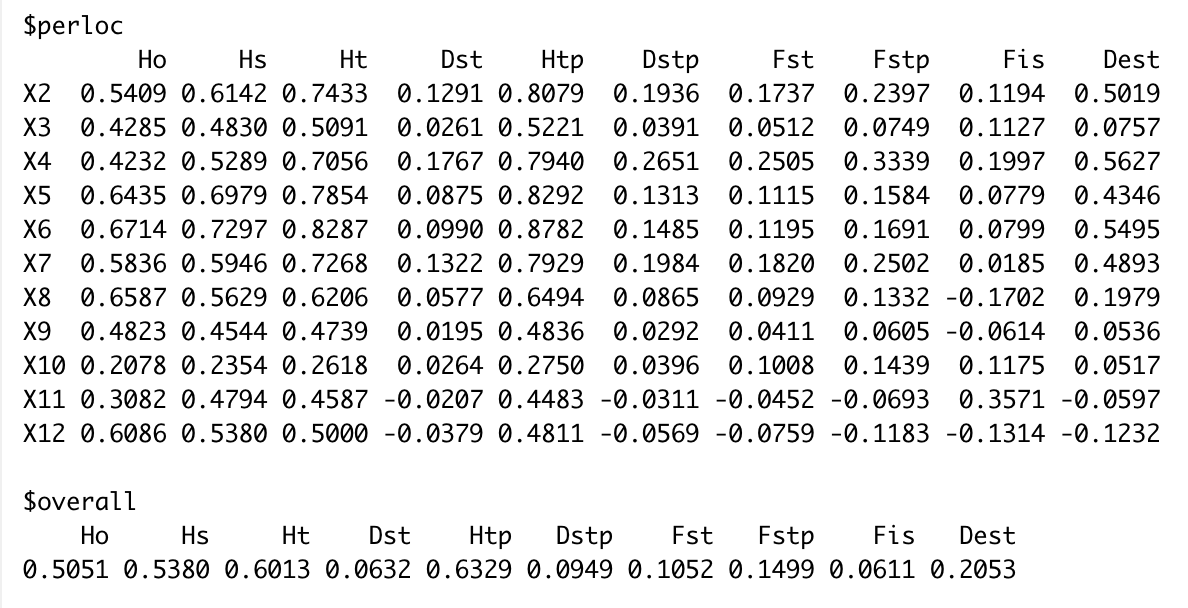 $perloc
Ho Hs Ht Dst Htp Dstp Fst Fstp Fis Dest
X2 0.5409 0.6142 0.7433 0.1291 0.8079 0.1936 0.1737 0.2397 0.1194 0.5019
X3 0.4285 0.4830 0.5091 0.0261 0.5221 0.0391 0.0512 0.0749 0.1127 0.0757
X4 0.4232 0.5289 0.7056 0.1767 0.7940 0.2651 0.2505 0.3339 0.1997 0.5627
X5 0.6435 0.6979 0.7854 0.0875 0.8292 0.1313 0.1115 0.1584 0.0779 0.4346
X6 0.6714 0.7297 0.8287 0.0990 0.8782 0.1485 0.1195 0.1691 0.0799 0.5495
X7 0.5836 0.5946 0.7268 0.1322 0.7929 0.1984 0.1820 0.2502 0.0185 0.4893
X8 0.6587 0.5629 0.6206 0.0577 0.6494 0.0865 0.0929 0.1332 -0.1702 0.1979
X9 0.4823 0.4544 0.4739 0.0195 0.4836 0.0292 0.0411 0.0605 -0.0614 0.0536
X10 0.2078 0.2354 0.2618 0.0264 0.2750 0.0396 0.1008 0.1439 0.1175 0.0517
X11 0.3082 0.4794 0.4587 -0.0207 0.4483 -0.0311 -0.0452 -0.0693 0.3571 -0.0597
X12 0.6086 0.5380 0.5000 -0.0379 0.4811 -0.0569 -0.0759 -0.1183 -0.1314 -0.1232
$overall
Ho Hs Ht Dst Htp Dstp Fst Fstp Fis Dest
0.5051 0.5380 0.6013 0.0632 0.6329 0.0949 0.1052 0.1499 0.0611 0.2053